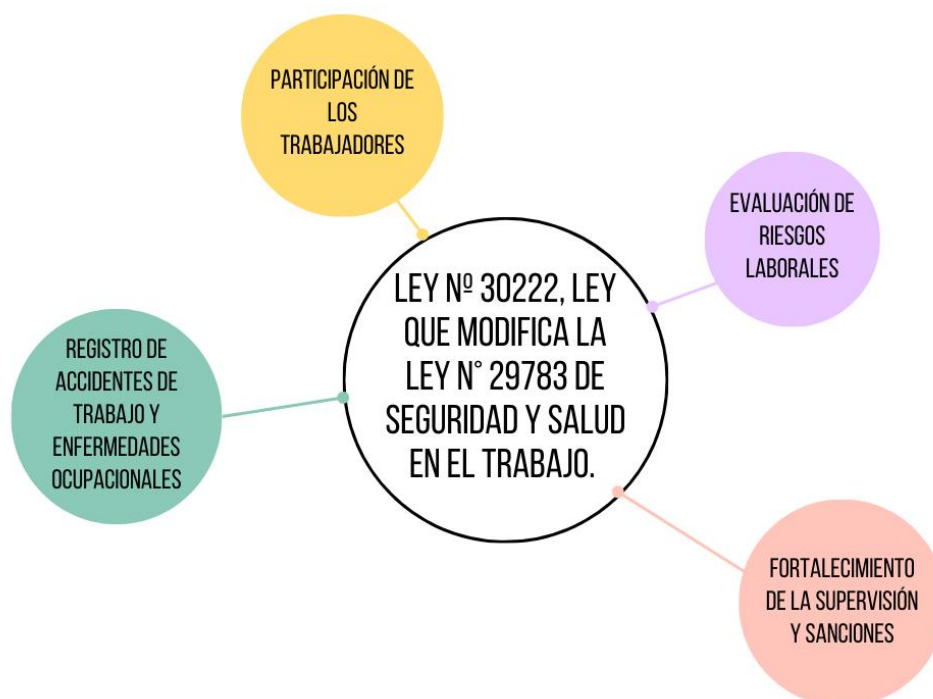 PARTICIPACIÓN DE
LOS
TRABAJADORES
EVALUACIÓN DE
RIESGOS
LABORALES
LEY Nº 30222, LEY
QUE MODIFICA LA
LEY N° 29783 DE
SEGURIDAD Y SALUD
EN EL TRABAJO.
REGISTRO DE
ACCIDENTES DE
TRABAJO Y
ENFERMEDADES
OCUPACIONALES
FORTALECIMIENTO
DE LA SUPERVISIÓN
Y SANCIONES